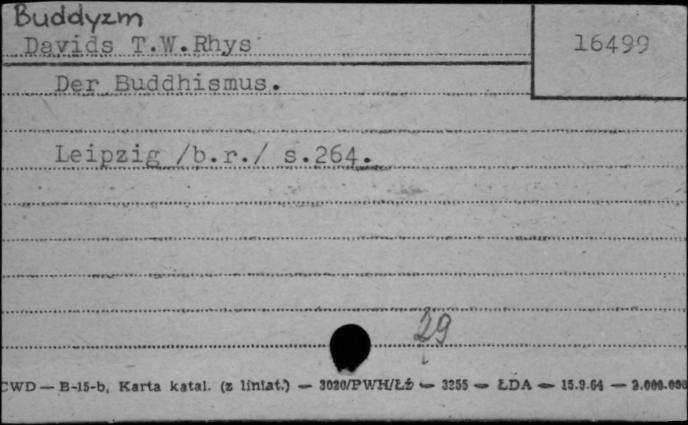 Buddyzm
Davids T.W.Rhys
16499
Der Buddhismus.
Leipzig /b.r./ s.264.
29
CWD — B-15-b, Karta katal. (z liniat.) — 3020/PWH/Łż — 3255 — ŁDA — 15.9.64 — 2.000.000